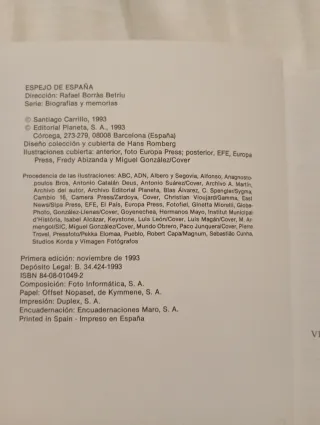 ESPEJO DE ESPAÑA
Dirección: Rafael Borràs Betriu
Serie: Biografías y memorias
© Santiago Carrillo, 1993
© Editorial Planeta, S. A., 1993
Córcega, 273-279, 08008 Barcelona (España)
Diseño colección y cubierta de Hans Romberg
Ilustraciones cubierta: anterior, foto Europa Press; posterior, EFE, Europa
Press, Fredy Abizanda y Miguel González/Cover
Procedencia de las ilustraciones: ABC, ADN, Albero y Segovia, Alfonso, Anagnosto-
poulos Bros, Antonio Catalán Deus, Antonio Suárez/Cover, Archivo A. Martín,
Archivo del autor, Archivo Editorial Planeta, Blas Álvarez, C. Spengler/Sygma,
Cambio 16, Camera Press/Zardoya, Cover, Christian Vioujard/Gamma, East
News/Sipa Press, EFE, El País, Europa Press, Fotofiel, Ginetta Miorelli, Globe-
Photo, González-Llanes/Cover, Goyenechea, Hermanos Mayo, Institut Municipal
d'Història, Isabel Alcázar, Keystone, Luis León/Cover, Luis Magán/Cover, M. Ar-
mengol/SIC, Miguel González/Cover, Mundo Obrero, Paco Junquera/Cover, Pierre
Trovel, Pressfoto/Pekka Elomaa, Pueblo, Robert Capa/Magnum, Sebastião Cunha,
Studios Korda y Vimagen Fotógrafos
Primera edición: noviembre de 1993
Depósito Legal: B. 34.424-1993
ISBN 84-08-01049-2
Composición: Foto Informática, S. A.
Papel: Offset Nopaset, de Kymmene, S. A.
Impresión: Duplex, S. A.
Encuadernación: Encuadernaciones Maro, S. A.
Printed in Spain - Impreso en España